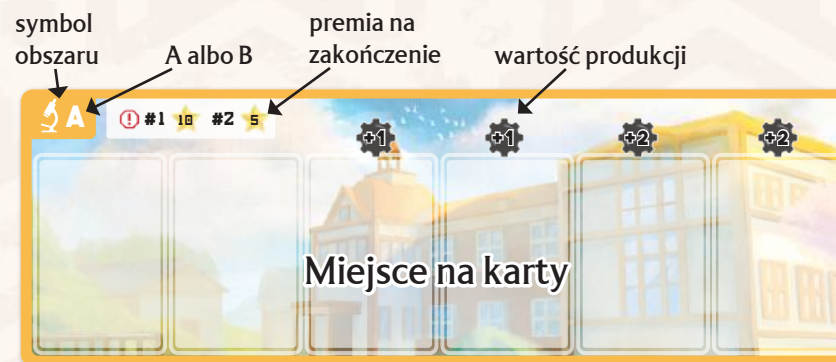 symbol
obszaru
A albo B
premia na
zakończenie
wartość produkcji
A
#1 10 #2 5
+1 +1 +2 +2
Miejsce na karty